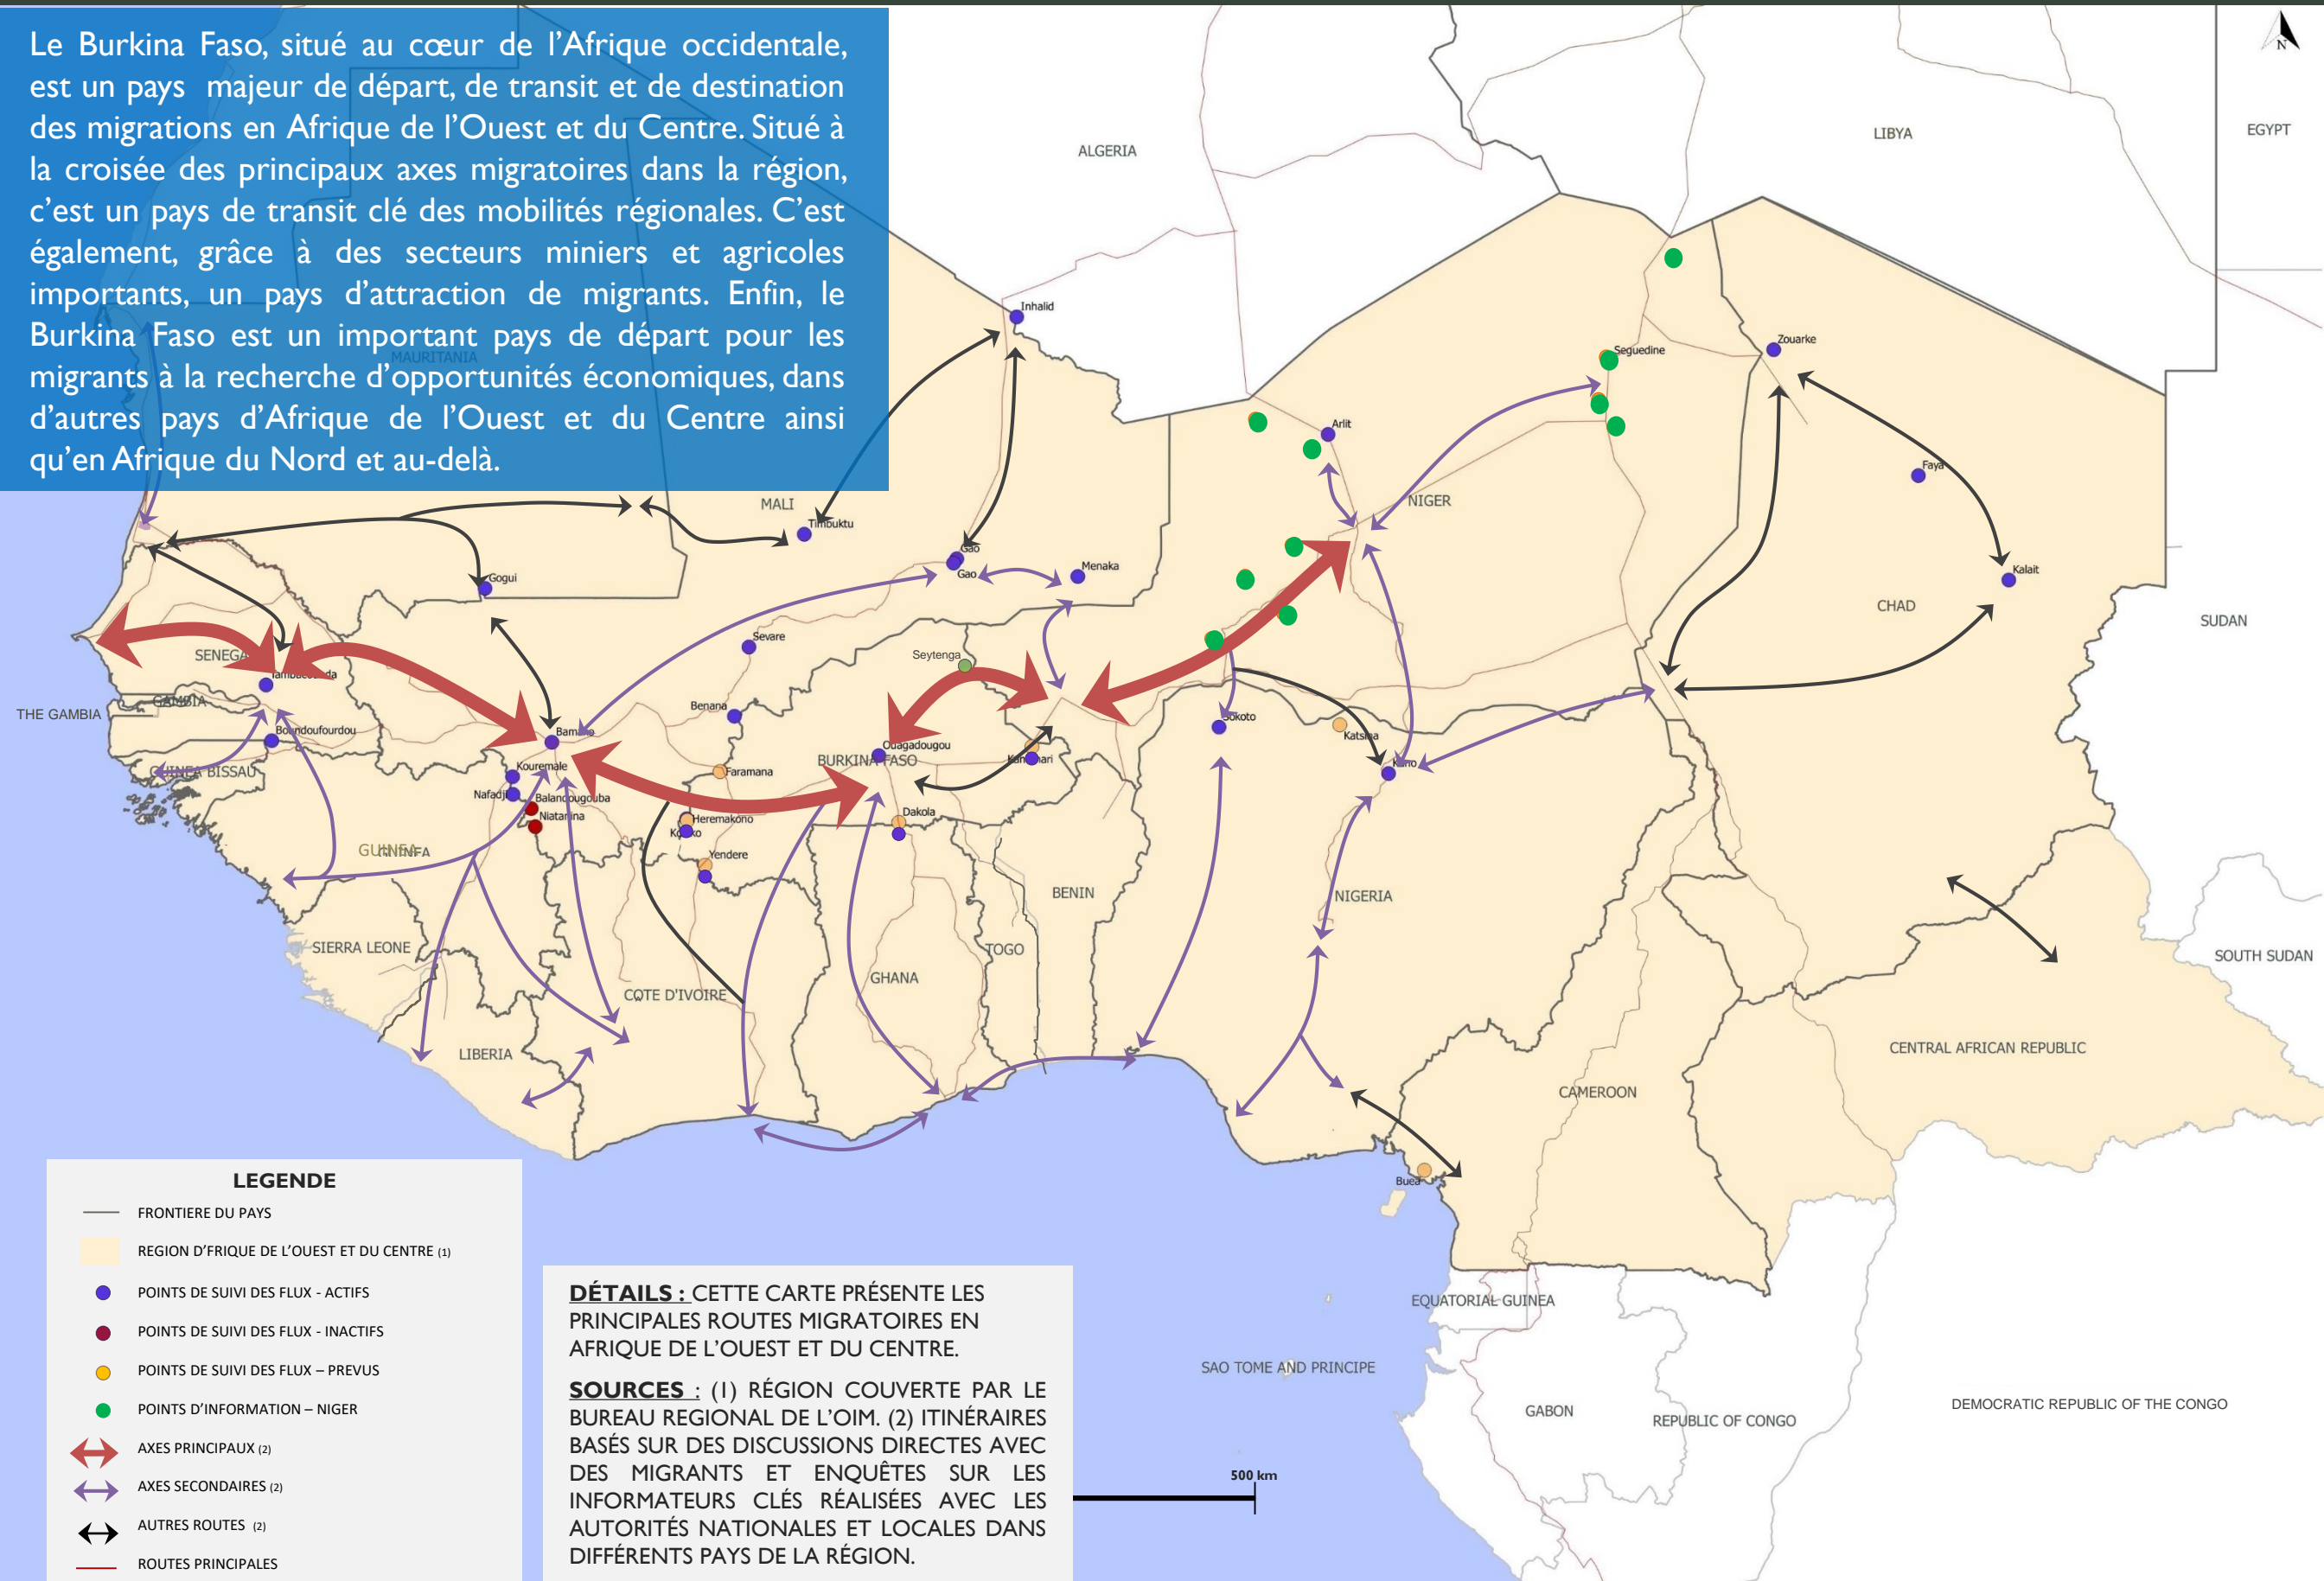 Le Burkina Faso, situé au cœur de l'Afrique occidentale,
est un pays majeur de départ, de transit et de destination
des migrations en Afrique de l'Ouest et du Centre. Situé à
la croisée des principaux axes migratoires dans la région,
c'est un pays de transit clé des mobilités régionales. C'est
également, grâce à des secteurs miniers et agricoles
importants, un pays d'attraction de migrants. Enfin, le
Burkina Faso est un important pays de départ pour les
migrants à la recherche d'opportunités économiques, dans
d'autres pays d'Afrique de l'Ouest et du Centre ainsi
qu'en Afrique du Nord et au-delà.
N
ALGERIA
LIBYA
EGYPT
MAURITANIA
Inhalid
Zouarke
Seguedine
Arlit
Faya
MALI
NIGER
Timbuktu
Gao
Gao
Menaka
Gogui
Kalait
CHAD
SUDAN
Sevare
SENEGAL
Seytenga
Tambacounda
GAMBIA
THE GAMBIA
Benana
Sokoto
Katsina
Boundoufourdou
Bamako
Ouagadougou
BURKINA FASO
Kantchari
Kano
GUINEA BISSAU
Kouremale
Faramana
Nafadji
Balandougouba
Niatanina
Heremakono
Dakola
GUINEA
Yendere
BENIN
NIGERIA
SIERRA LEONE
TOGO
GHANA
SOUTH SUDAN
COTE D'IVOIRE
LIBERIA
CENTRAL AFRICAN REPUBLIC
CAMEROON
Buea
EQUATORIAL GUINEA
SAO TOME AND PRINCIPE
GABON
REPUBLIC OF CONGO
DEMOCRATIC REPUBLIC OF THE CONGO
500 km
LEGENDE
FRONTIERE DU PAYS
REGION D'FRIQUE DE L'OUEST ET DU CENTRE (1)
POINTS DE SUIVI DES FLUX - ACTIFS
POINTS DE SUIVI DES FLUX - INACTIFS
POINTS DE SUIVI DES FLUX – PREVUS
POINTS D'INFORMATION – NIGER
AXES PRINCIPAUX (2)
AXES SECONDAIRES (2)
AUTRES ROUTES (2)
ROUTES PRINCIPALES
DÉTAILS : CETTE CARTE PRÉSENTE LES
PRINCIPALES ROUTES MIGRATOIRES EN
AFRIQUE DE L'OUEST ET DU CENTRE.
SOURCES : (1) RÉGION COUVERTE PAR LE
BUREAU REGIONAL DE L'OIM. (2) ITINÉRAIRES
BASÉS SUR DES DISCUSSIONS DIRECTES AVEC
DES MIGRANTS ET ENQUÊTES SUR LES
INFORMATEURS CLÉS RÉALISÉES AVEC LES
AUTORITÉS NATIONALES ET LOCALES DANS
DIFFÉRENTS PAYS DE LA RÉGION.